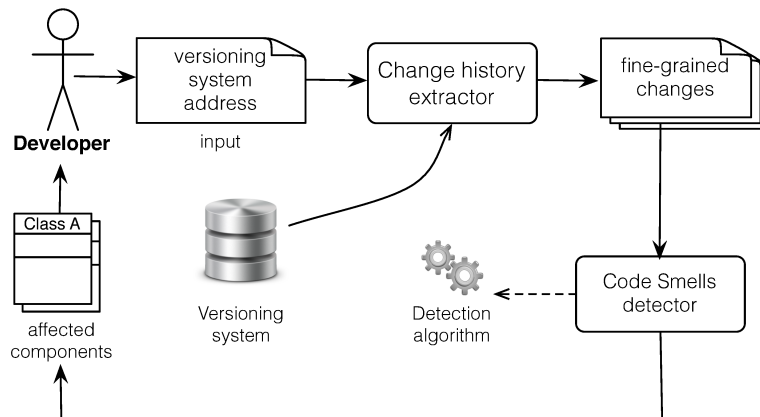 versioning
system
address
input
Change history
extractor
fine-grained
changes
Developer
Class A
affected
components
Versioning
system
Detection
algorithm
Code Smells
detector